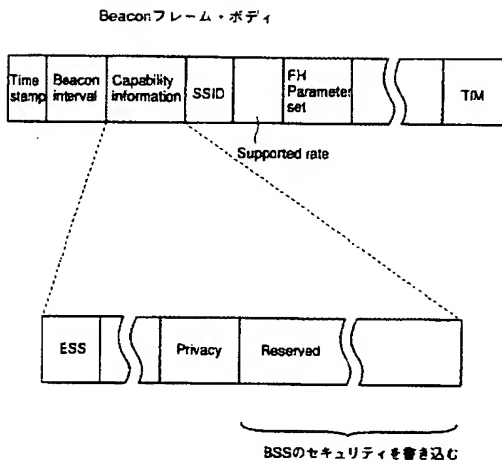 Beaconフレーム・ボディ
Time stamp
Beacon interval
Capability information
SSID
FH Parameter set
TIM
Supported rate
ESS
Privacy
Reserved
BSSのセキュリティを書き込む